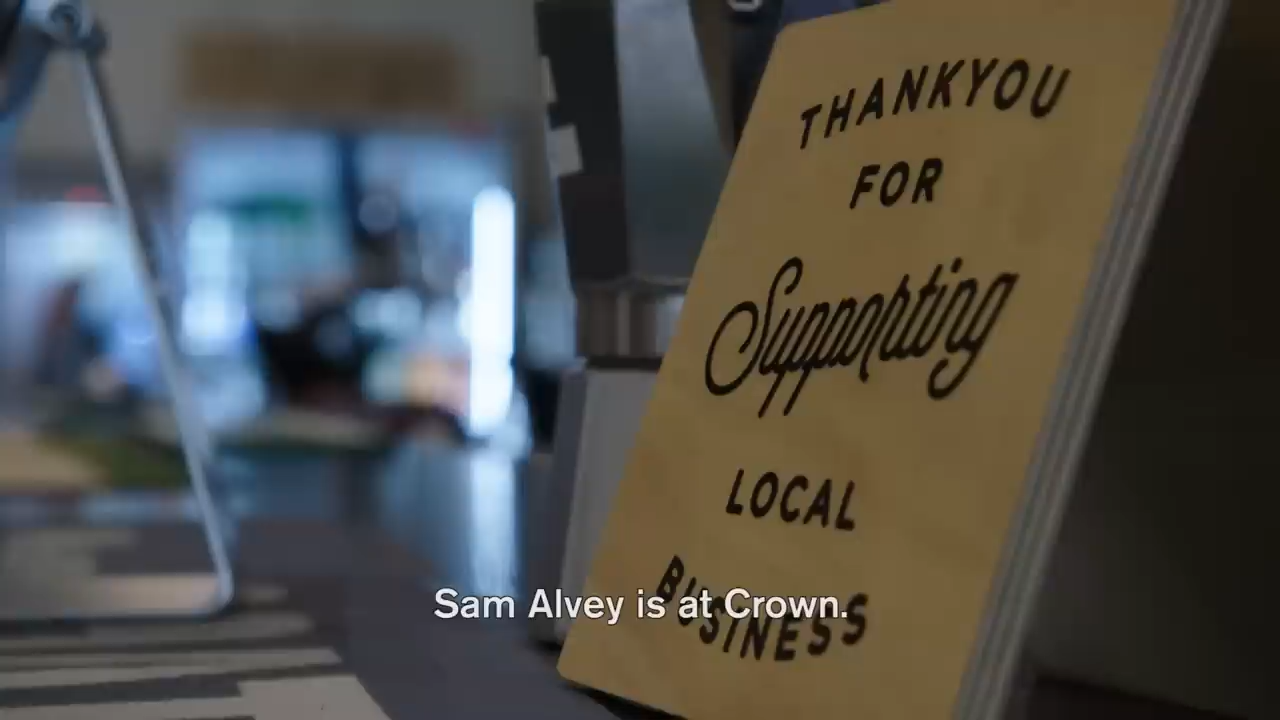 THANKYOU
FOR
Supporting
LOCAL
BUSINESS
Sam Alvey is at Crown.